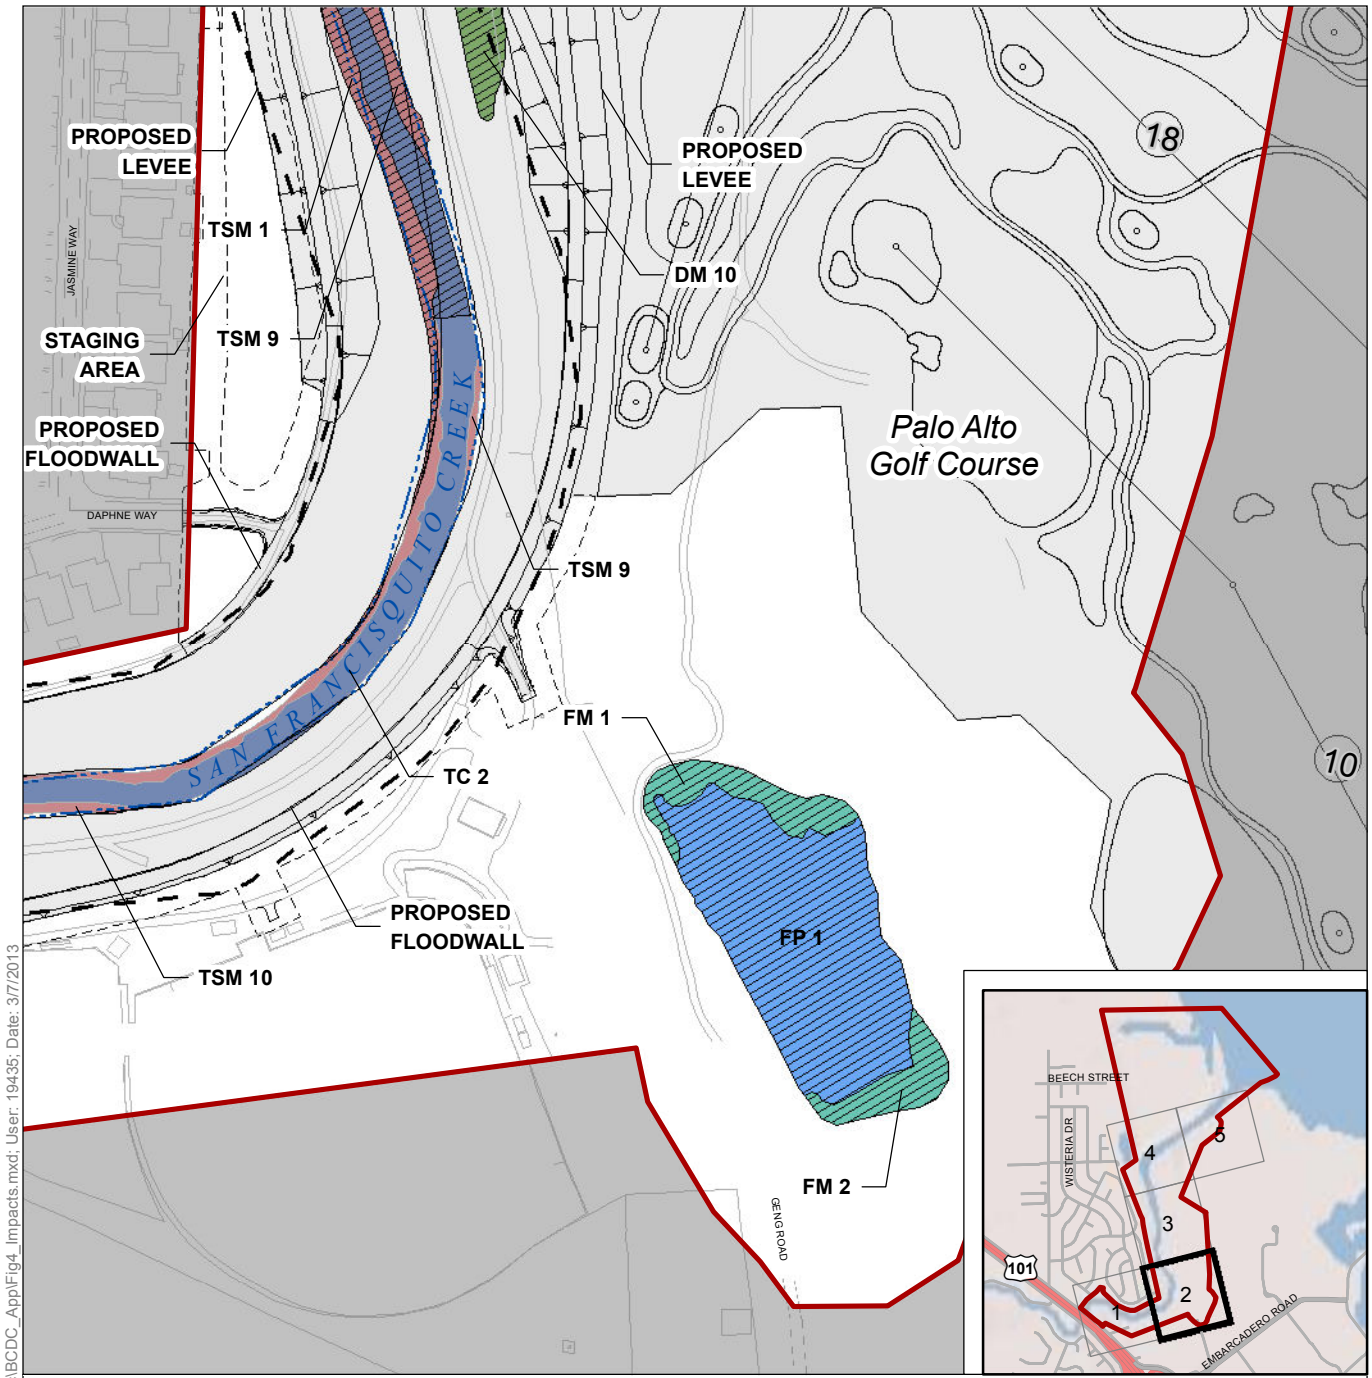 PROPOSED
LEVEE
TSM 1
JASMINE WAY
STAGING
AREA
TSM 9
PROPOSED
FLOODWALL
DAPHNE WAY
PROPOSED
LEVEE
DM 10
18
Palo Alto
Golf Course
TSM 9
SAN FRANCISQUITO CREEK
FM 1
TC 2
10
PROPOSED
FLOODWALL
FP 1
TSM 10
FM 2
GENG ROAD
BEECH STREET
WISTERIA DR
4
5
3
101
2
1
EMBARCADERO ROAD
\BCDC_App\Fig4_Impacts.mxd; User: 19435; Date: 3/7/2013